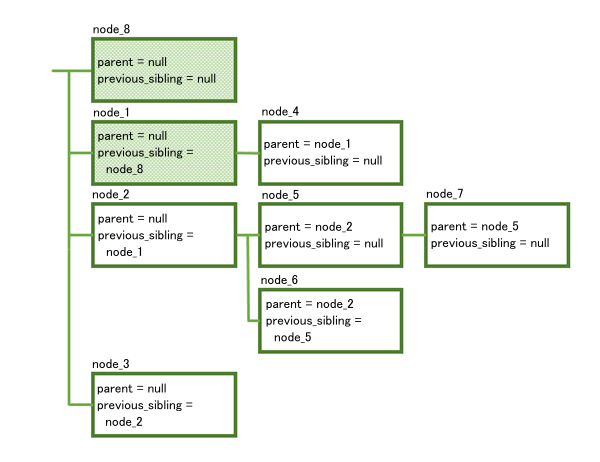 node_8
parent = null
previous_sibling = null
node_1
parent = null
previous_sibling =
node_8
node_4
parent = node_1
previous_sibling = null
node_2
parent = null
previous_sibling =
node_1
node_5
parent = node_2
previous_sibling = null
node_7
parent = node_5
previous_sibling = null
node_6
parent = node_2
previous_sibling =
node_5
node_3
parent = null
previous_sibling =
node_2